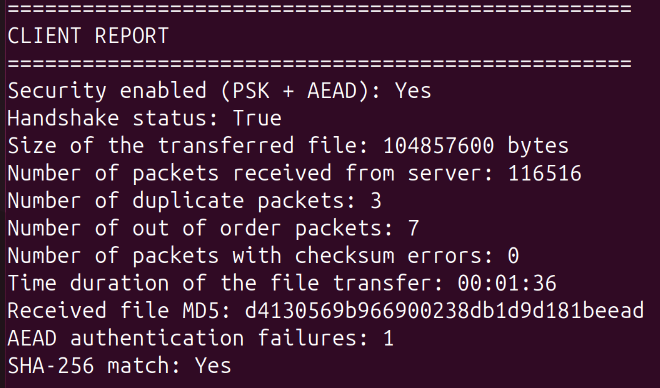 ==================================================
CLIENT REPORT
==================================================
Security enabled (PSK + AEAD): Yes
Handshake status: True
Size of the transferred file: 104857600 bytes
Number of packets received from server: 116516
Number of duplicate packets: 3
Number of out of order packets: 7
Number of packets with checksum errors: 0
Time duration of the file transfer: 00:01:36
Received file MD5: d4130569b966900238db1d9d181beead
AEAD authentication failures: 1
SHA-256 match: Yes